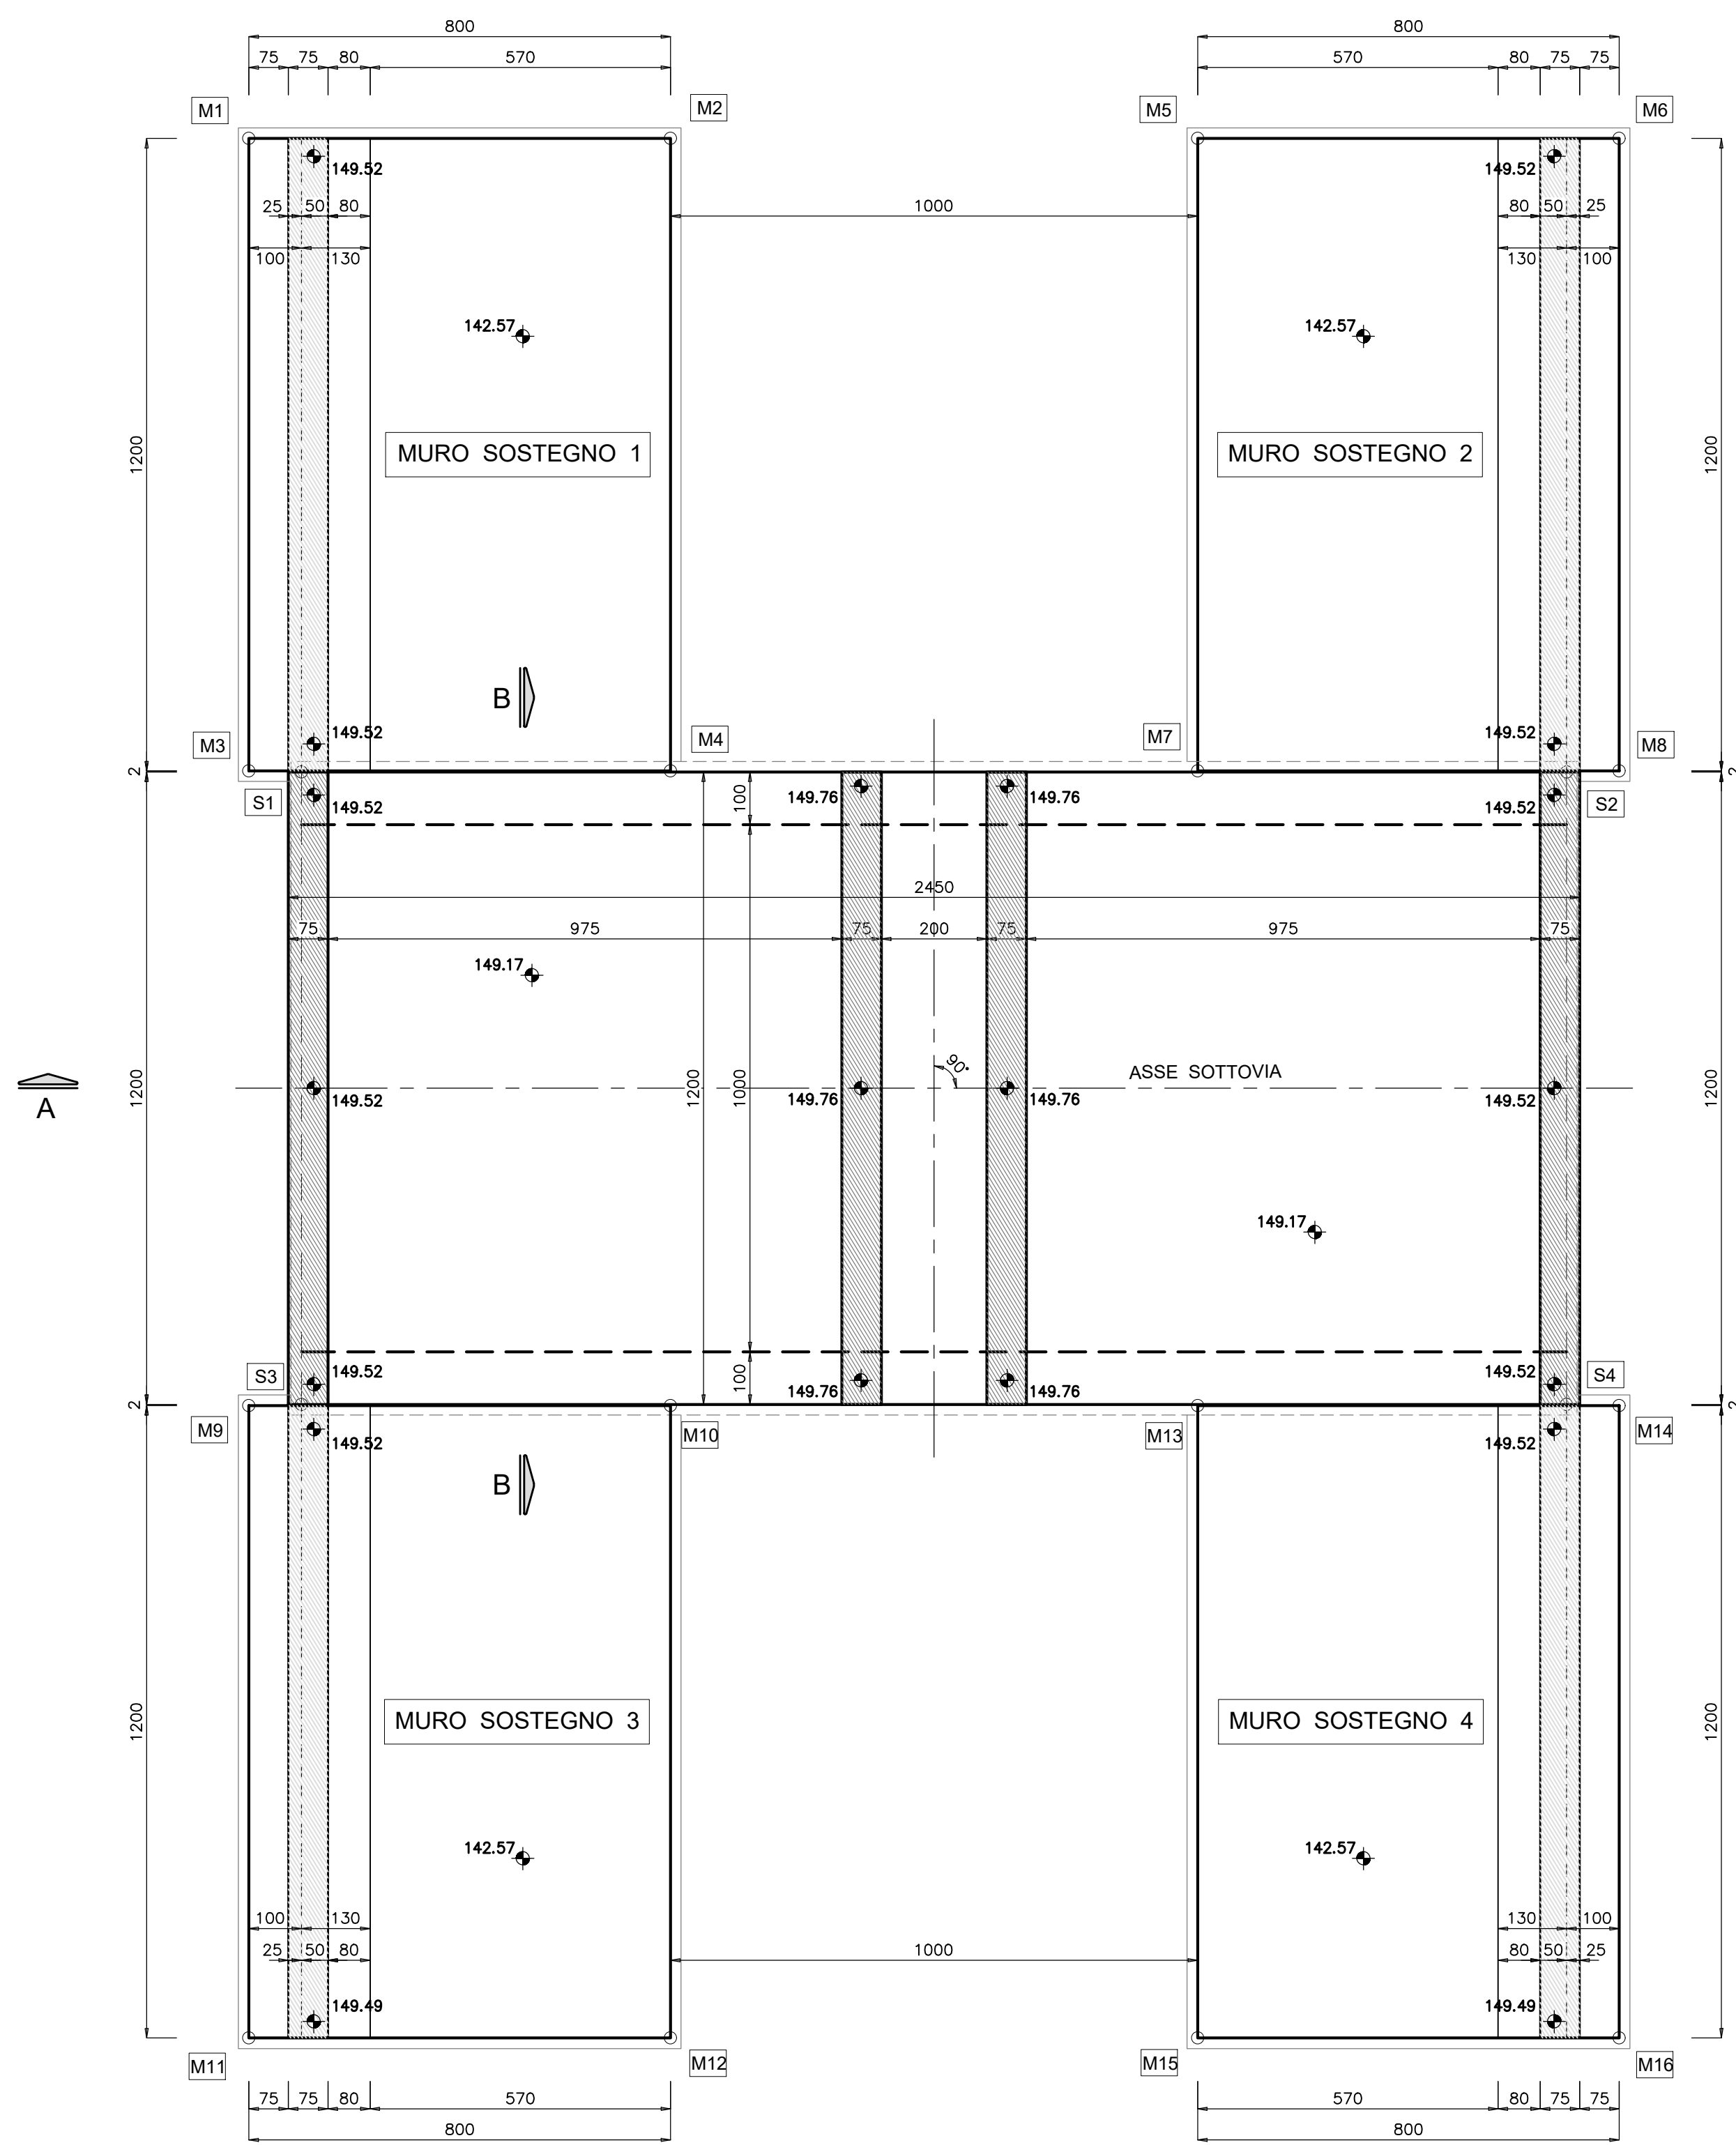 800 800
75 75 80 570 570 80 75 75
M1 M2 M5 M6
149.52 149.52
25 50 80 1000 80 50 25
100 130 130 100
142.57 142.57
1200 MURO SOSTEGNO 1 MURO SOSTEGNO 2 1200
B
M3 149.52 M4 M7 149.52 M8
2 2
S1 149.52 100 149.76 149.76 149.52 S2
2450
75 975 75 200 75 975 75
149.17
90°
ASSE SOTTOVIA
A 1200 149.52 1200 1000 149.76 149.76 149.52 1200
149.17
S3 149.52 100 149.76 149.76 149.52 S4
2 2
M9 149.52 M10 M13 149.52 M14
B
1200 MURO SOSTEGNO 3 MURO SOSTEGNO 4 1200
142.57 142.57
100 130 130 100
25 50 80 1000 80 50 25
149.49 149.49
M11 M12 M15 M16
75 75 80 570 570 80 75 75
800 800